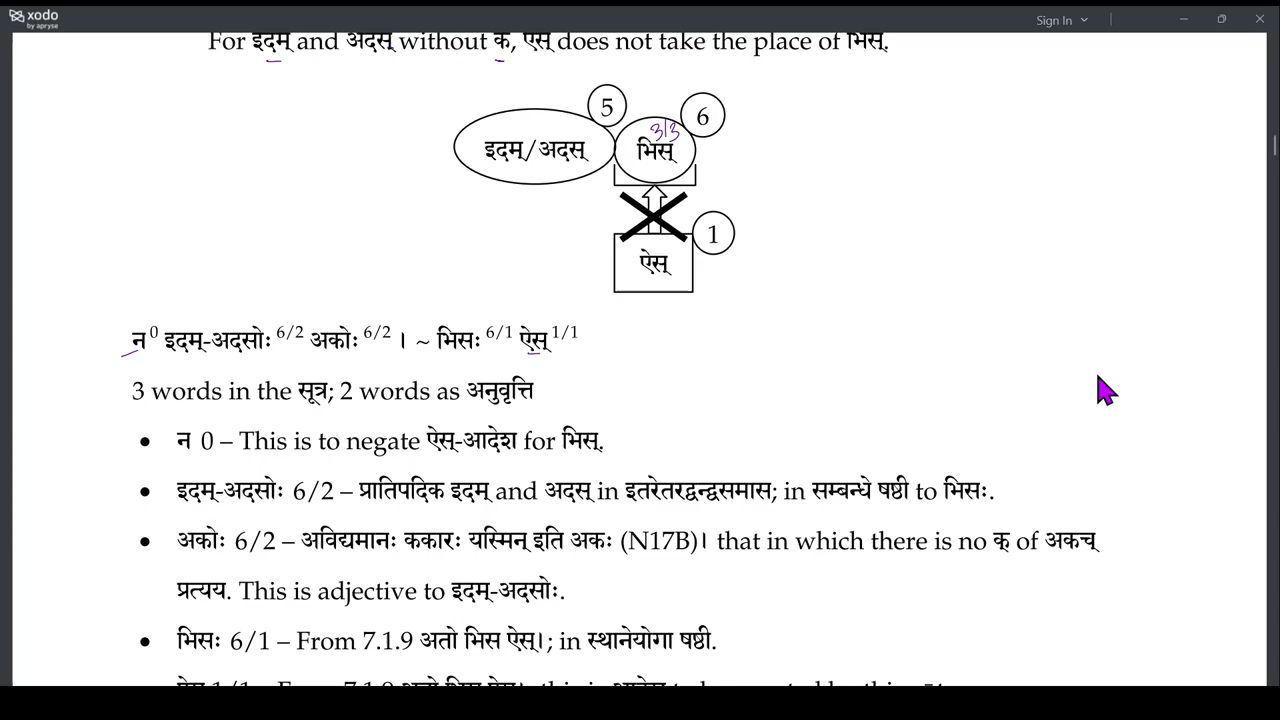 xodo
by apryse
Sign In
For इदम् and अदस् without क्, ऐस् does not take the place of भिस्.
5
6
इदम्/अदस्
3/3
भिस्
1
ऐस्
न 0 इदम्-अदसोः 6/2 अकोः 6/2 । ~ भिसः 6/1 ऐस् 1/1
3 words in the सूत्र; 2 words as अनुवृत्ति
• न 0 – This is to negate ऐस्-आदेश for भिस्.
• इदम्-अदसोः 6/2 – प्रातिपदिक इदम् and अदस् in इतरेतरद्वन्द्वसमास; in सम्बन्धे षष्ठी to भिसः.
• अकोः 6/2 – अविद्यमानः ककारः यस्मिन् इति अकः (N17B)। that in which there is no क् of अकच्
प्रत्यय. This is adjective to इदम्-अदसोः.
• भिसः 6/1 – From 7.1.9 अतो भिस ऐस्।; in स्थानेयोगा षष्ठी.